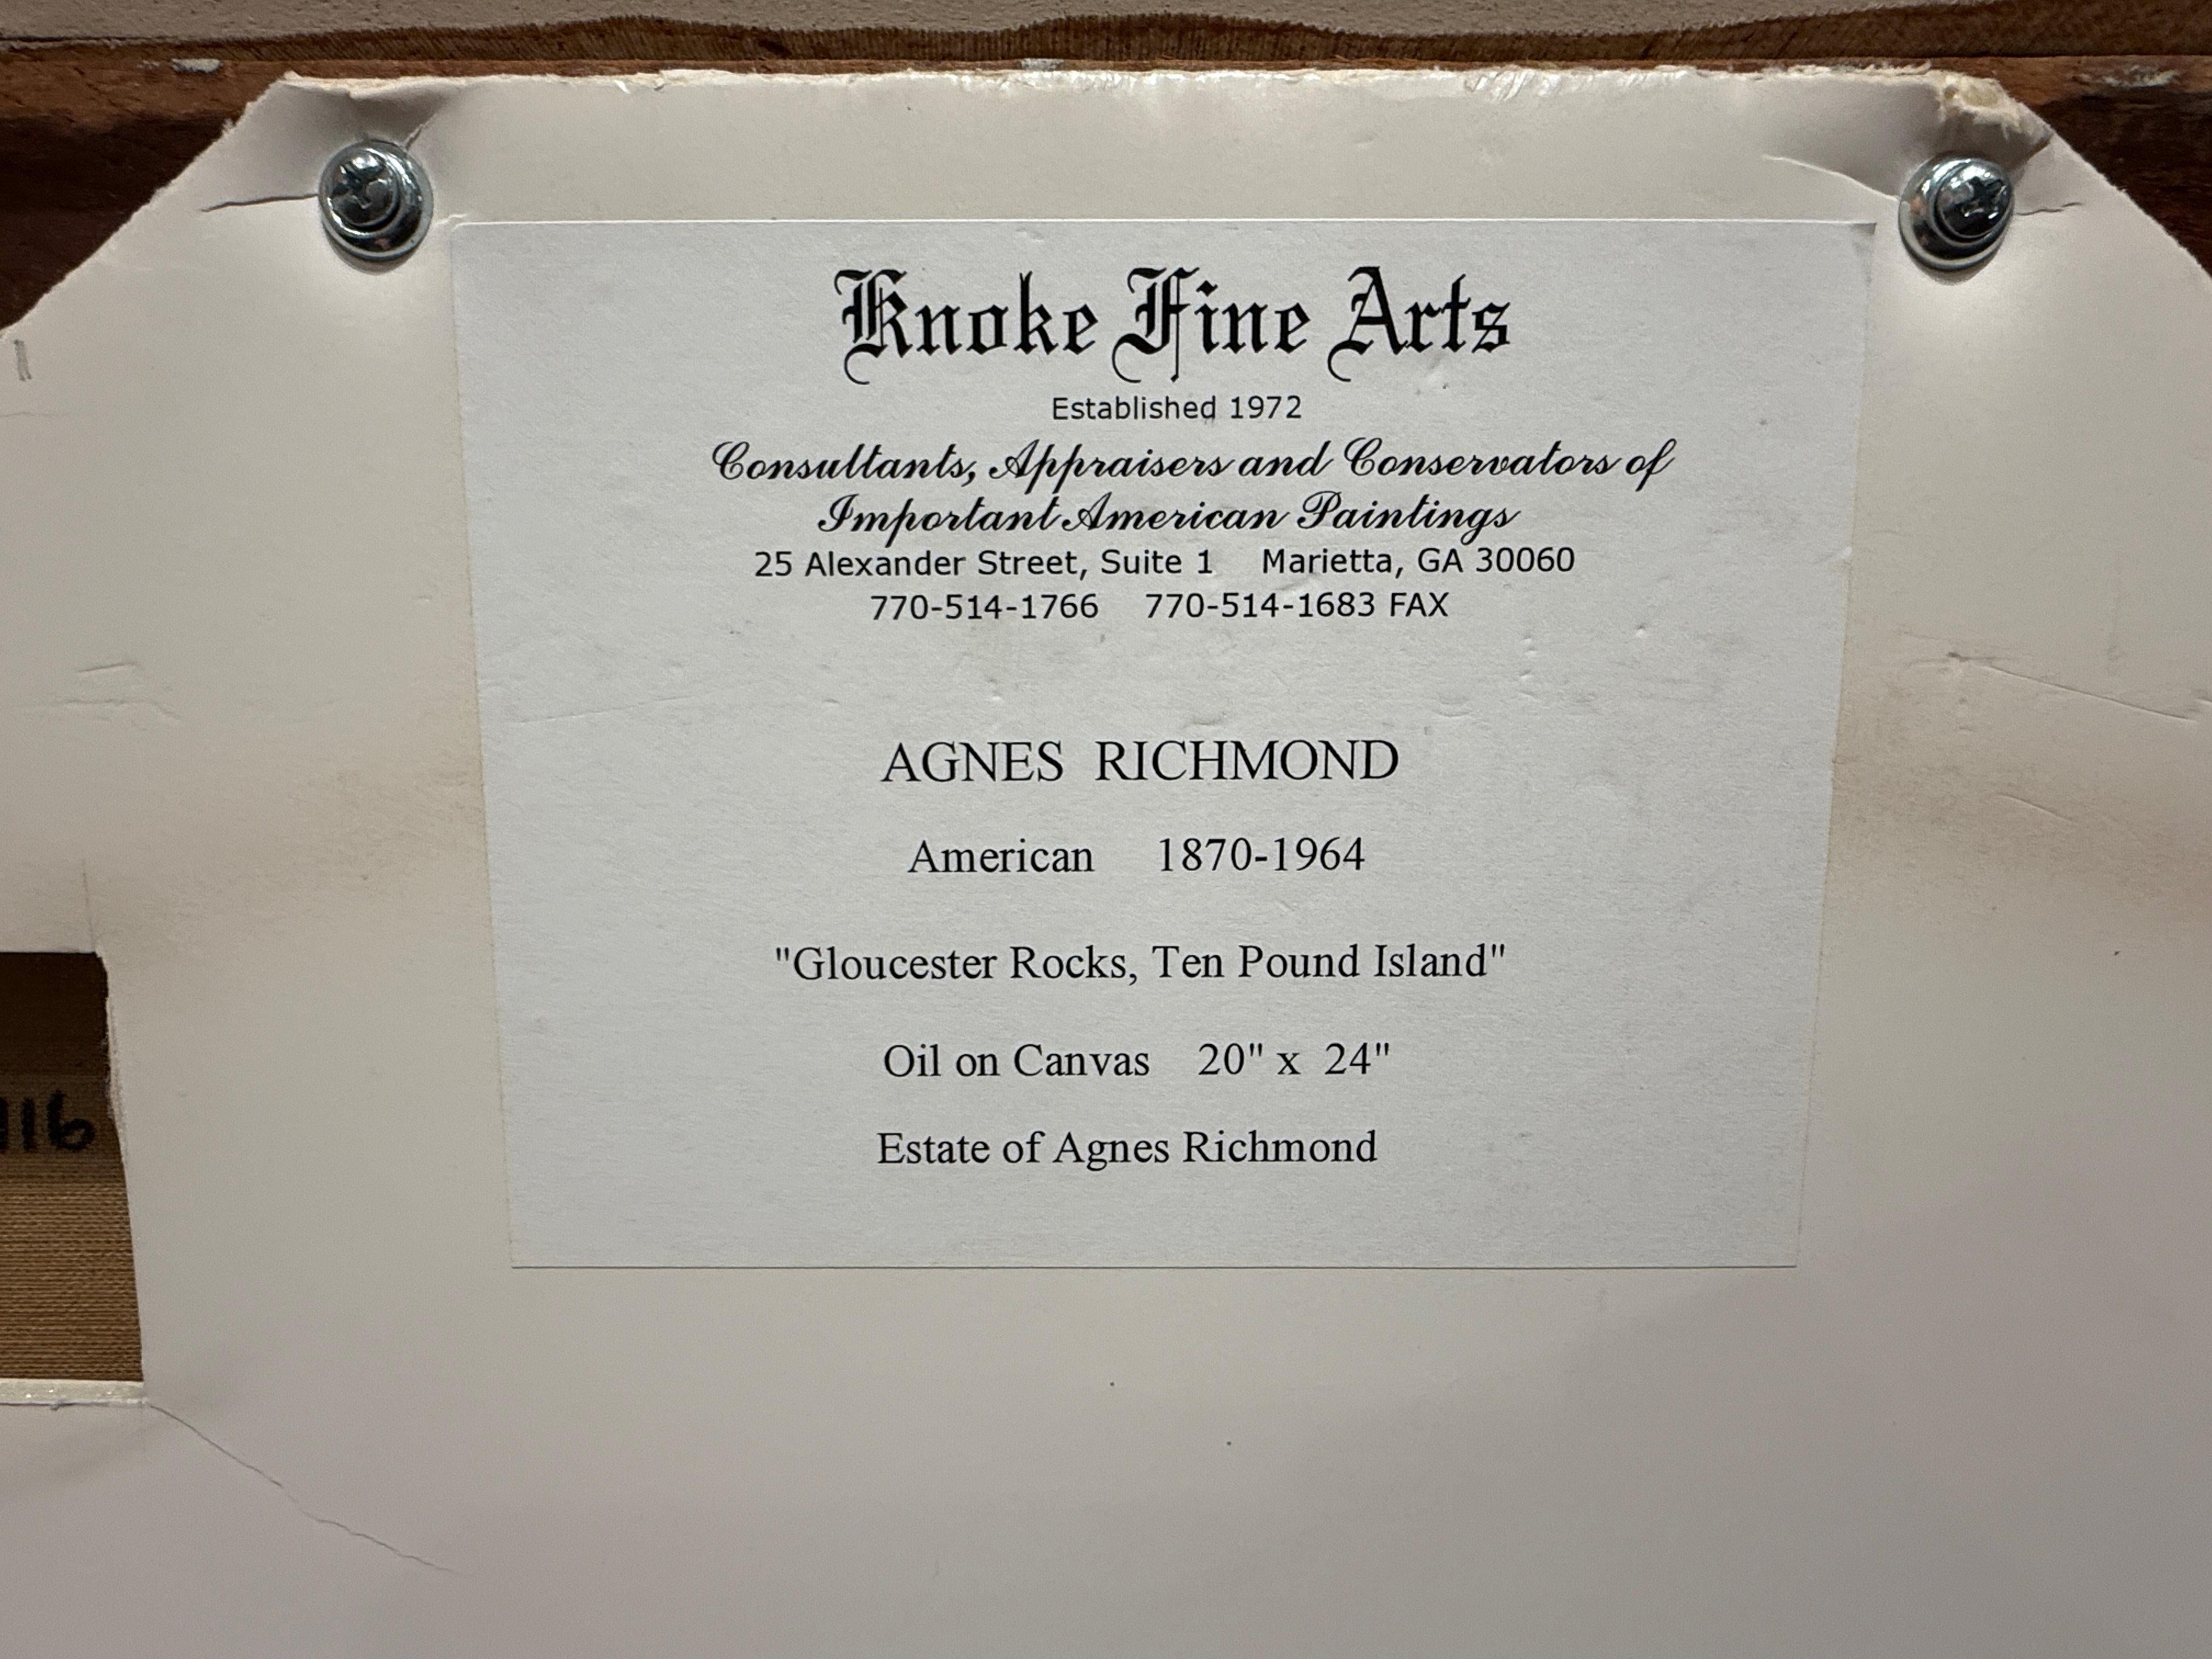 Knoke Fine Arts
Established 1972
Consultants, Appraisers and Conservators of
Important American Paintings
25 Alexander Street, Suite 1 Marietta, GA 30060
770-514-1766 770-514-1683 FAX
AGNES RICHMOND
American 1870-1964
"Gloucester Rocks, Ten Pound Island"
Oil on Canvas 20" x 24"
Estate of Agnes Richmond